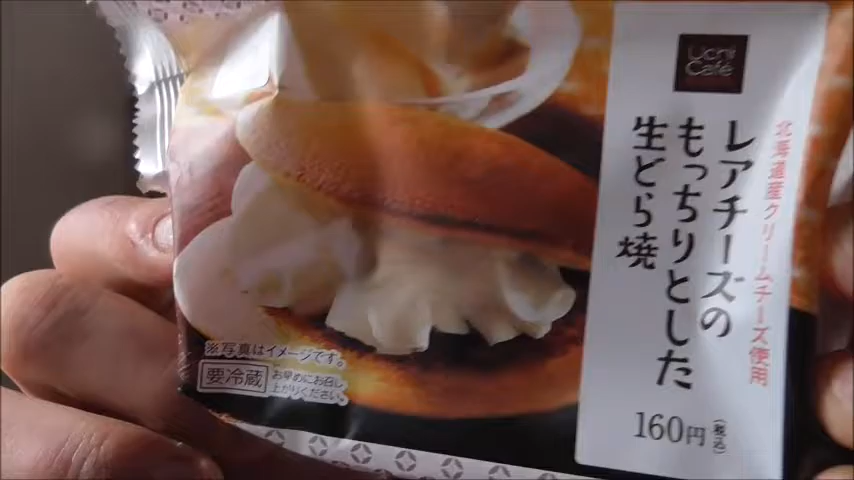 Uchi
Café
北海道産クリームチーズ使用
レアチーズの
もっちりとした
生どら焼
160円(税込)
※写真はイメージです。
要冷蔵
お早めにお召し
上がりください。